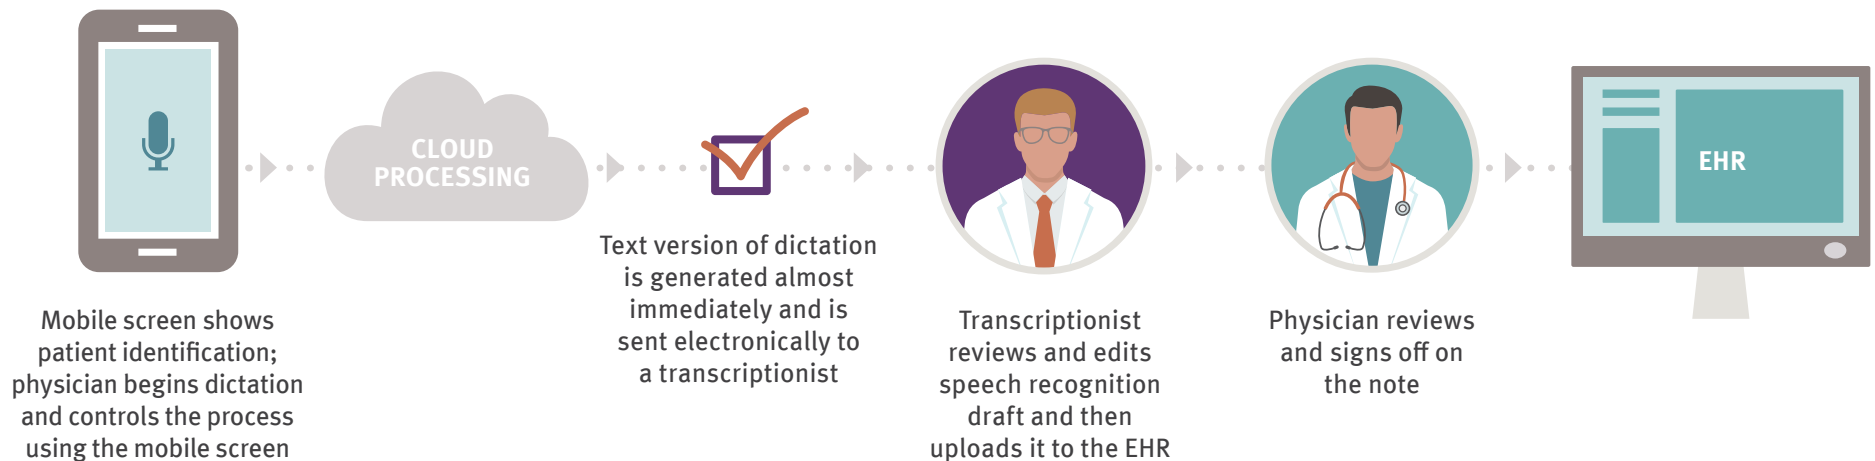 Mobile screen shows
patient identification;
physician begins dictation
and controls the process
using the mobile screen
CLOUD
PROCESSING
Text version of dictation
is generated almost
immediately and is
sent electronically to
a transcriptionist
Transcriptionist
reviews and edits
speech recognition
draft and then
uploads it to the EHR
Physician reviews
and signs off on
the note
EHR